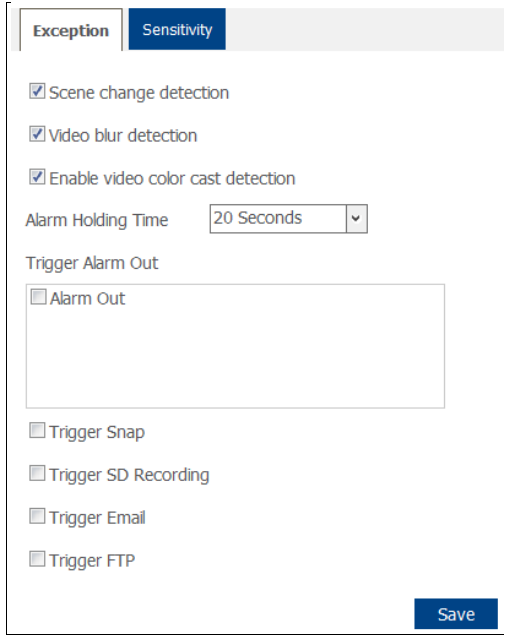 Exception Sensitivity
Scene change detection
Video blur detection
Enable video color cast detection
Alarm Holding Time 20 Seconds
Trigger Alarm Out
Alarm Out
Trigger Snap
Trigger SD Recording
Trigger Email
Trigger FTP
Save